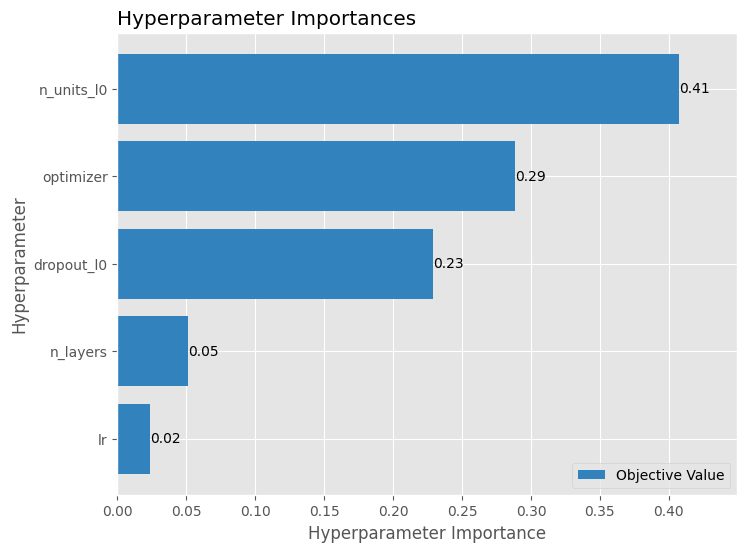 Hyperparameter Importances
n_units_l0
0.41
optimizer
0.29
dropout_l0
0.23
n_layers
0.05
lr
0.02
Hyperparameter
Objective Value
0.00 0.05 0.10 0.15 0.20 0.25 0.30 0.35 0.40
Hyperparameter Importance